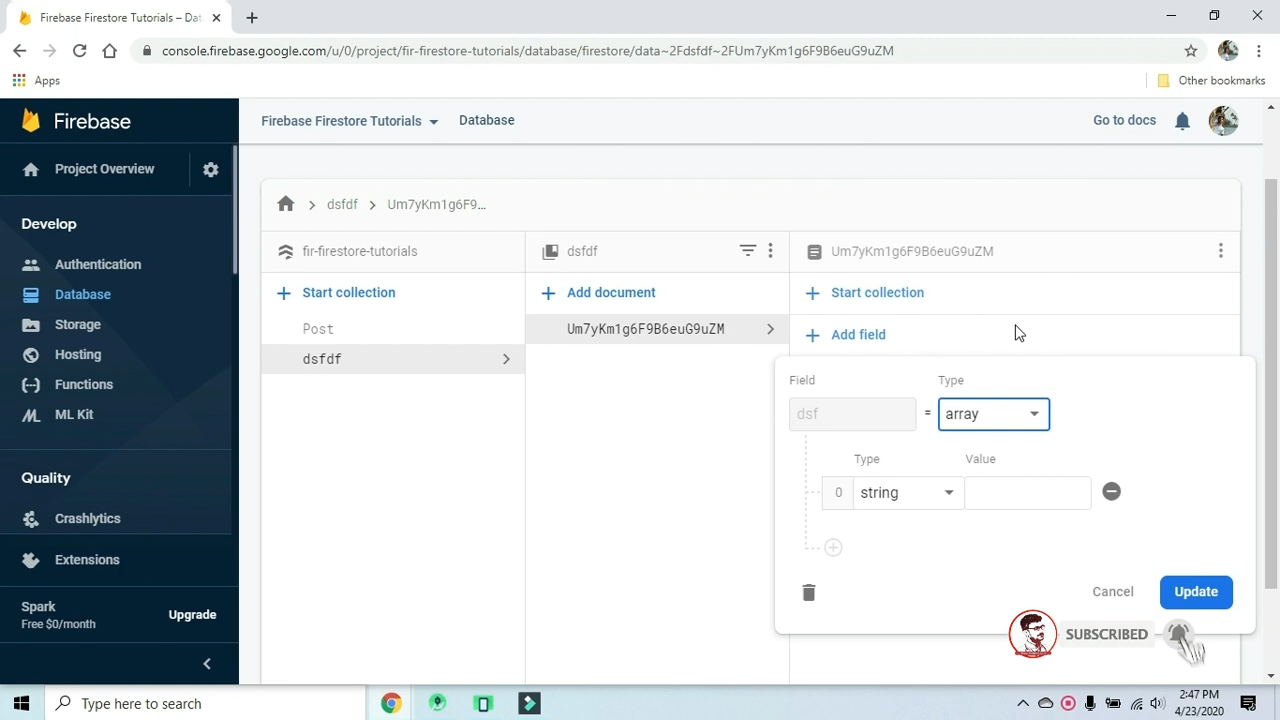 Firebase Firestore Tutorials – Dat
console.firebase.google.com/u/0/project/fir-firestore-tutorials/database/firestore/data~2Fdsfdf~2FUm7yKm1g6F9B6euG9uZM
Apps
Other bookmarks
Firebase
Firebase Firestore Tutorials
Database
Go to docs
Project Overview
Develop
Authentication
Database
Storage
Hosting
Functions
ML Kit
Quality
Crashlytics
Extensions
Spark
Free $0/month
Upgrade
dsfdf
Um7yKm1g6F9...
fir-firestore-tutorials
dsfdf
Um7yKm1g6F9B6euG9uZM
Start collection
Add document
Start collection
Post
Um7yKm1g6F9B6euG9uZM
Add field
dsfdf
Field
Type
dsf
=
array
Type
Value
0
string
Cancel
Update
SUBSCRIBED
Type here to search
2:47 PM
4/23/2020